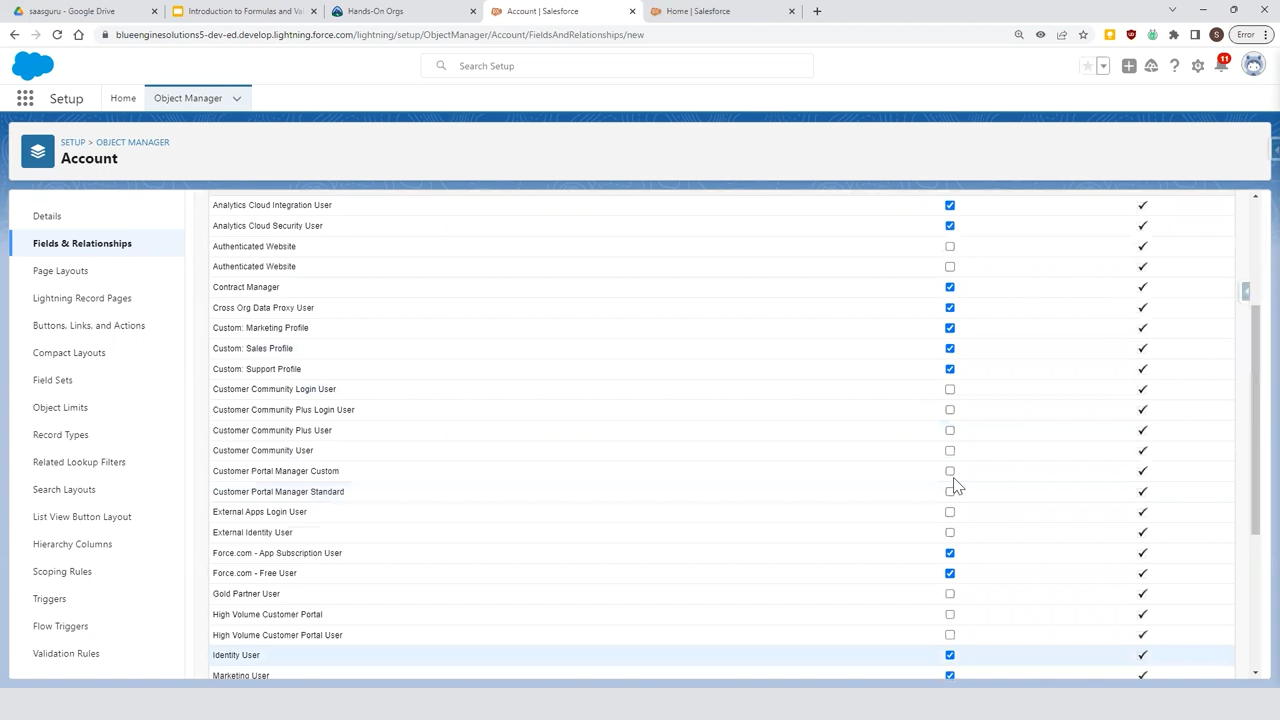 saasguru - Google Drive
Introduction to Formulas and Val
Hands-On Orgs
Account | Salesforce
Home | Salesforce
blueenginesolutions5-dev-ed.develop.lightning.force.com/lightning/setup/ObjectManager/Account/FieldsAndRelationships/new
S
Error
Search Setup
11
Setup
Home
Object Manager
SETUP > OBJECT MANAGER
Account
Details
Fields & Relationships
Page Layouts
Lightning Record Pages
Buttons, Links, and Actions
Compact Layouts
Field Sets
Object Limits
Record Types
Related Lookup Filters
Search Layouts
List View Button Layout
Hierarchy Columns
Scoping Rules
Triggers
Flow Triggers
Validation Rules
Analytics Cloud Integration User
Analytics Cloud Security User
Authenticated Website
Authenticated Website
Contract Manager
Cross Org Data Proxy User
Custom: Marketing Profile
Custom: Sales Profile
Custom: Support Profile
Customer Community Login User
Customer Community Plus Login User
Customer Community Plus User
Customer Community User
Customer Portal Manager Custom
Customer Portal Manager Standard
External Apps Login User
External Identity User
Force.com - App Subscription User
Force.com - Free User
Gold Partner User
High Volume Customer Portal
High Volume Customer Portal User
Identity User
Marketing User